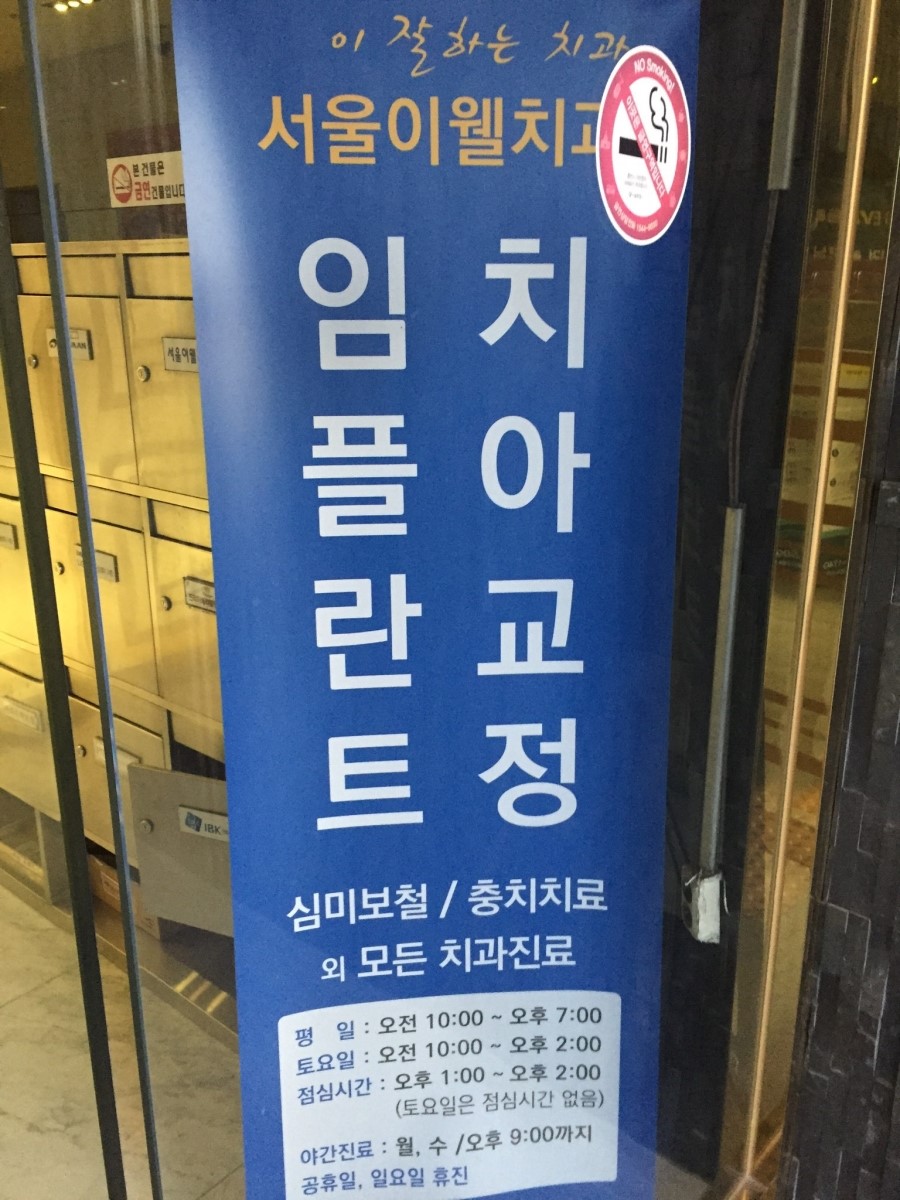 이 잘하는 치과
서울이웰치과
NO Smoking!
본 건물은
금연건물입니다
임플란트
치아교정
서울이웰
심미보철 / 충치치료
외 모든 치과진료
평 일 : 오전 10:00 ~ 오후 7:00
토요일 : 오전 10:00 ~ 오후 2:00
점심시간 : 오후 1:00 ~ 오후 2:00
(토요일은 점심시간 없음)
야간진료 : 월, 수 /오후 9:00까지
공휴일, 일요일 휴진
IBK